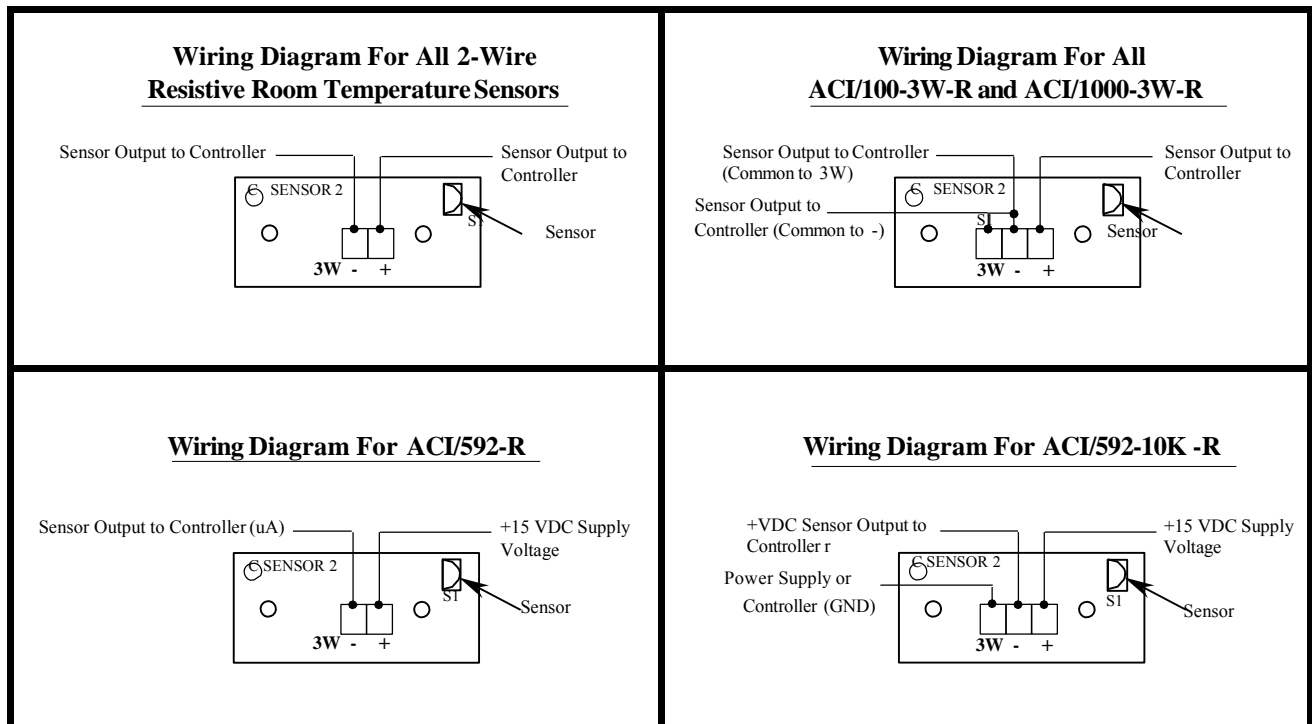 Wiring Diagram For All 2-Wire
Resistive Room Temperature Sensors
Sensor Output to Controller
Sensor Output to
Controller
C SENSOR 2
S1
Sensor
3W - +
Wiring Diagram For All
ACI/100-3W-R and ACI/1000-3W-R
Sensor Output to Controller
(Common to 3W)
Sensor Output to
Controller
Sensor Output to
Controller (Common to -)
C SENSOR 2
S1
Sensor
3W - +
Wiring Diagram For ACI/592-R
Sensor Output to Controller (uA)
+15 VDC Supply
Voltage
C SENSOR 2
S1
Sensor
3W - +
Wiring Diagram For ACI/592-10K -R
+VDC Sensor Output to
Controller r
+15 VDC Supply
Voltage
Power Supply or
Controller (GND)
C SENSOR 2
S1
Sensor
3W - +